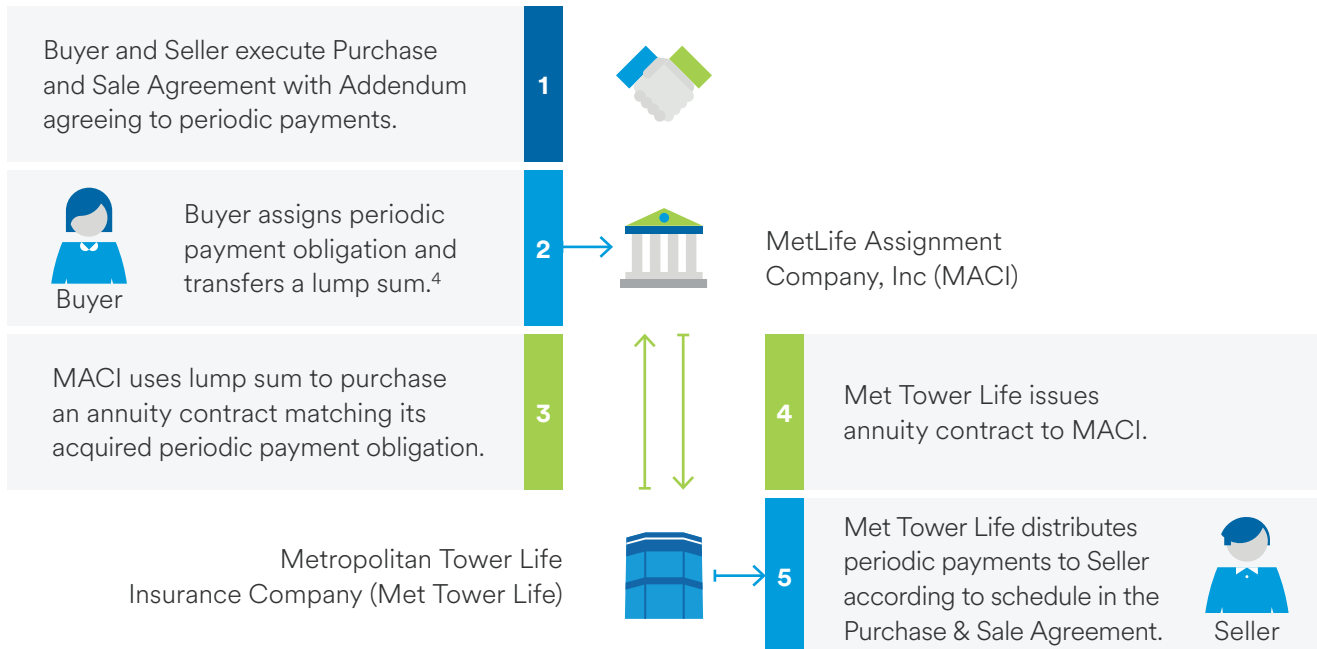 Buyer and Seller execute Purchase
and Sale Agreement with Addendum
agreeing to periodic payments.
1
Buyer
Buyer assigns periodic
payment obligation and
transfers a lump sum.4
2
MetLife Assignment
Company, Inc (MACI)
MACI uses lump sum to purchase
an annuity contract matching its
acquired periodic payment obligation.
3
4
Met Tower Life issues
annuity contract to MACI.
Metropolitan Tower Life
Insurance Company (Met Tower Life)
5
Met Tower Life distributes
periodic payments to Seller
according to schedule in the
Purchase & Sale Agreement.
Seller